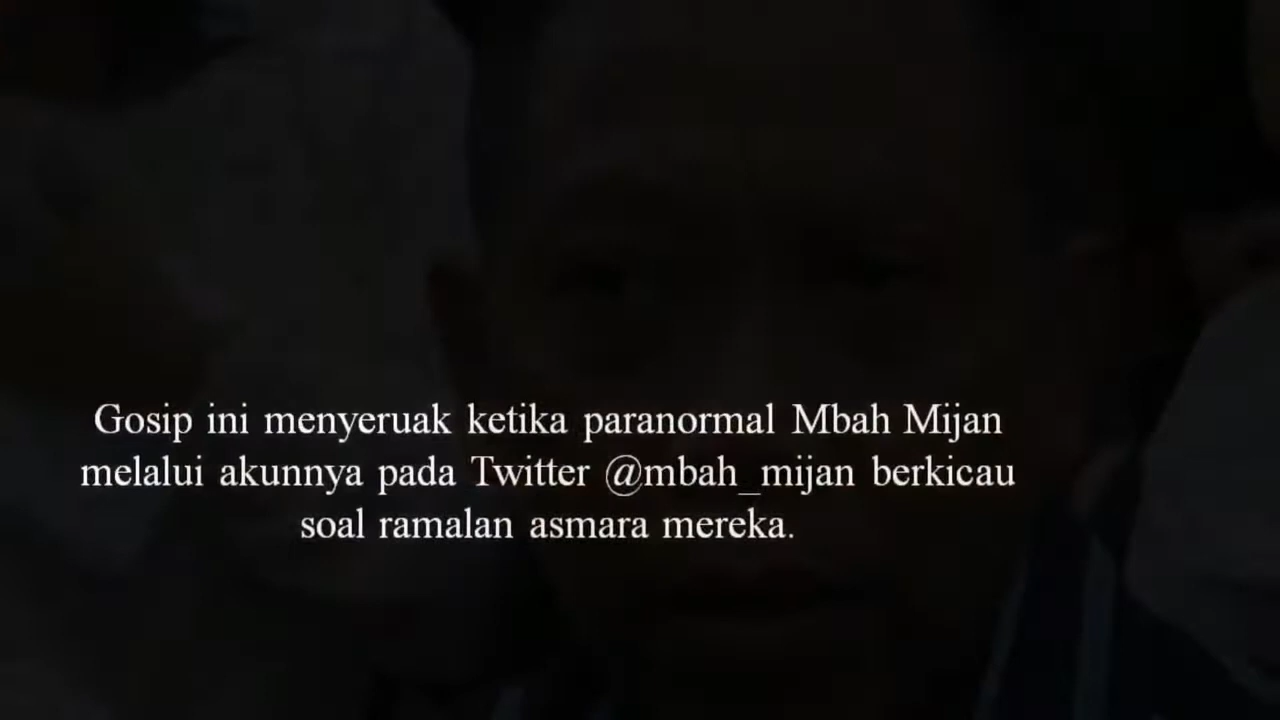 Gosip ini menyeruak ketika paranormal Mbah Mijan
melalui akunnya pada Twitter @mbah_mijan berkicau
soal ramalan asmara mereka.